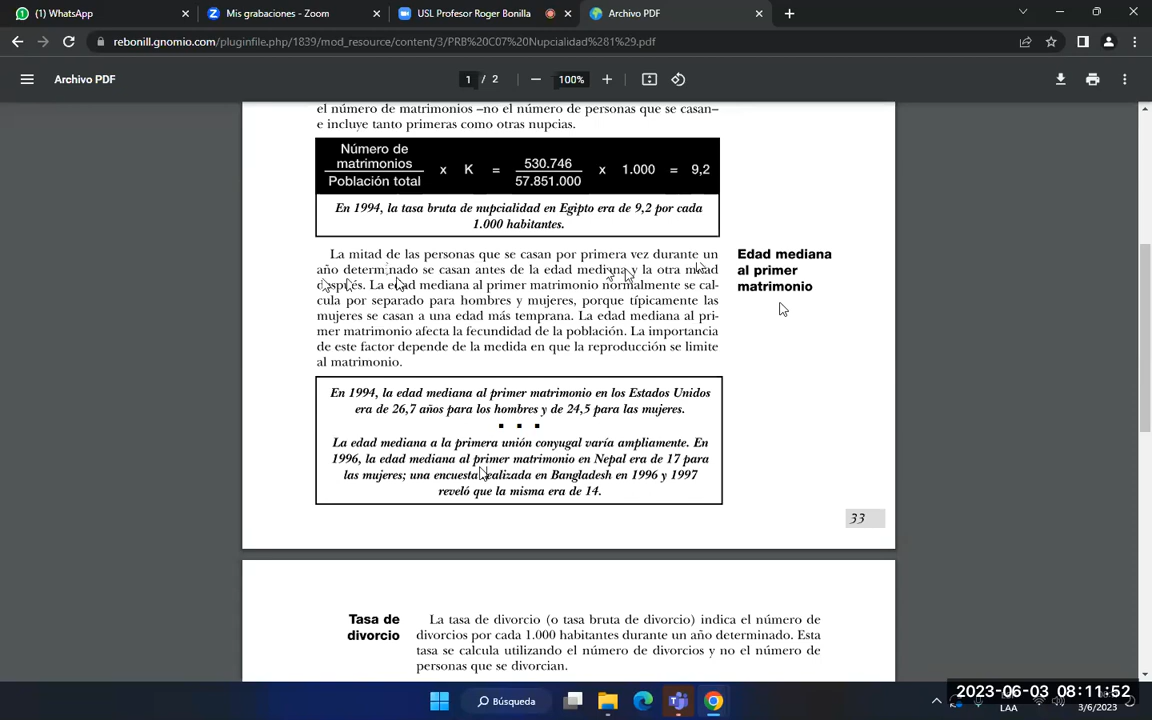 (1) WhatsApp
Mis grabaciones - Zoom
USL Profesor Roger Bonilla
Archivo PDF
rebonill.gnomio.com/pluginfile.php/1839/mod_resource/content/3/PRB%20C07%20Nupcialidad%281%29.pdf
Archivo PDF
1 / 2
100%
el número de matrimonios –no el número de personas que se casan–
e incluye tanto primeras como otras nupcias.
Número de
matrimonios
Población total
x K = 530.746
57.851.000
x 1.000 = 9,2
En 1994, la tasa bruta de nupcialidad en Egipto era de 9,2 por cada
1.000 habitantes.
La mitad de las personas que se casan por primera vez durante un
año determinado se casan antes de la edad mediana y la otra mitad
después. La edad mediana al primer matrimonio normalmente se cal-
cula por separado para hombres y mujeres, porque típicamente las
mujeres se casan a una edad más temprana. La edad mediana al pri-
mer matrimonio afecta la fecundidad de la población. La importancia
de este factor depende de la medida en que la reproducción se limite
al matrimonio.
Edad mediana
al primer
matrimonio
En 1994, la edad mediana al primer matrimonio en los Estados Unidos
era de 26,7 años para los hombres y de 24,5 para las mujeres.
La edad mediana a la primera unión conyugal varía ampliamente. En
1996, la edad mediana al primer matrimonio en Nepal era de 17 para
las mujeres; una encuesta realizada en Bangladesh en 1996 y 1997
reveló que la misma era de 14.
33
Tasa de
divorcio
La tasa de divorcio (o tasa bruta de divorcio) indica el número de
divorcios por cada 1.000 habitantes durante un año determinado. Esta
tasa se calcula utilizando el número de divorcios y no el número de
personas que se divorcian.
Búsqueda
2023-06-03 08:11:52
LAA
3/6/2023